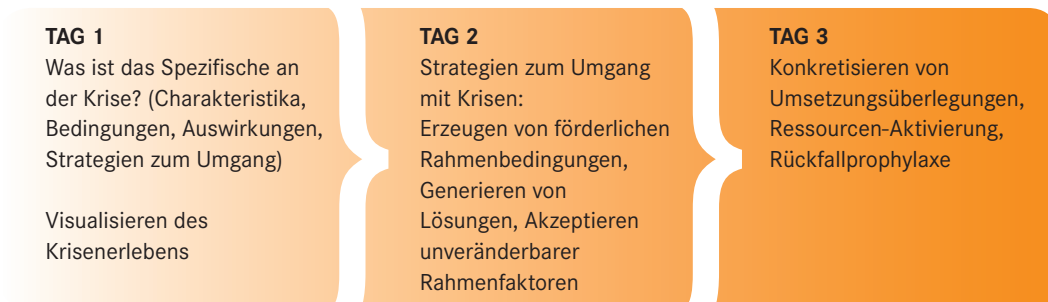 TAG 1
Was ist das Spezifische an
der Krise? (Charakteristika,
Bedingungen, Auswirkungen,
Strategien zum Umgang)
Visualisieren des
Krisenerlebens
TAG 2
Strategien zum Umgang
mit Krisen:
Erzeugen von förderlichen
Rahmenbedingungen,
Generieren von
Lösungen, Akzeptieren
unveränderbarer
Rahmenfaktoren
TAG 3
Konkretisieren von
Umsetzungsüberlegungen,
Ressourcen-Aktivierung,
Rückfallprophylaxe